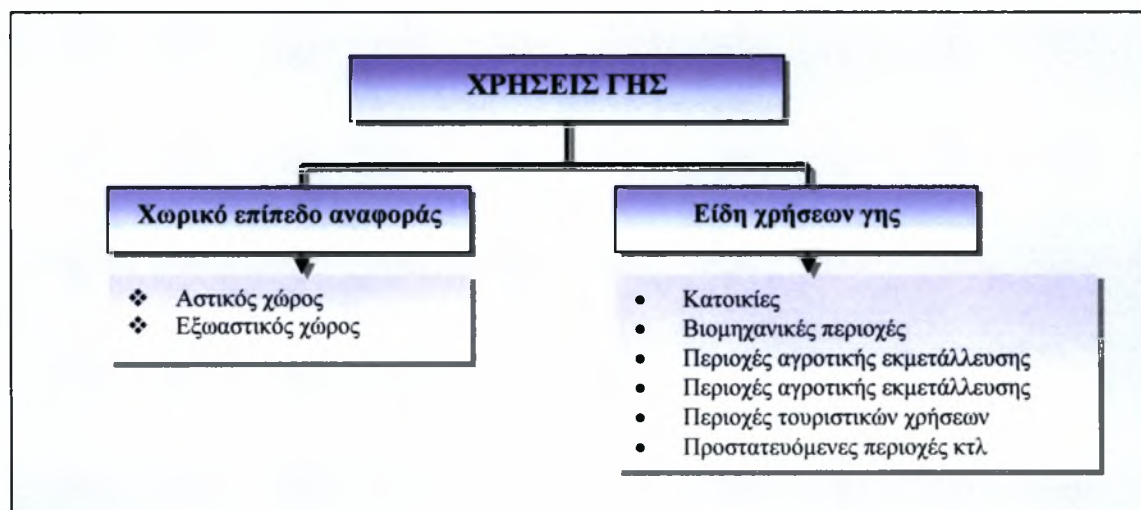 ΧΡΗΣΕΙΣ ΓΗΣ
Χωρικό επίπεδο αναφοράς
❖ Αστικός χώρος
❖ Εξωαστικός χώρος
Είδη χρήσεων γης
• Κατοικίες
• Βιομηχανικές περιοχές
• Περιοχές αγροτικής εκμετάλλευσης
• Περιοχές αγροτικής εκμετάλλευσης
• Περιοχές τουριστικών χρήσεων
• Προστατευόμενες περιοχές κτλ